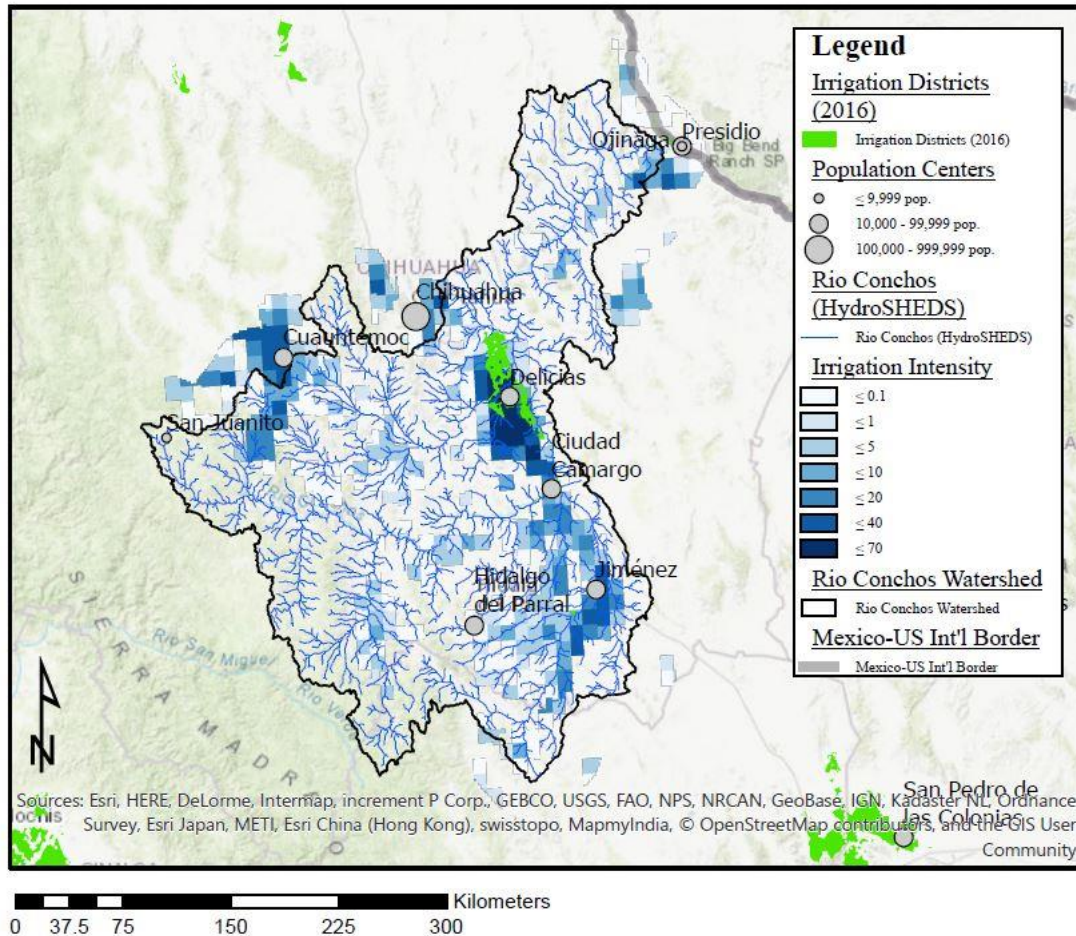 Legend
Irrigation Districts
(2016)
Irrigation Districts (2016)
Population Centers
≤ 9,999 pop.
10,000 - 99,999 pop.
100,000 - 999,999 pop.
Rio Conchos
(HydroSHEDS)
Rio Conchos (HydroSHEDS)
Irrigation Intensity
≤ 0.1
≤ 1
≤ 5
≤ 10
≤ 20
≤ 40
≤ 70
Rio Conchos Watershed
Rio Conchos Watershed
Mexico-US Int'l Border
Mexico-US Int'l Border
Ojinaga
Presidio
Big Bend
Ranch SP
CHIHUAHUA
Chihuahua
Cuauhtemoc
Delicias
San Juanito
Ciudad
Camargo
Jiménez
Hidalgo
del Parral
Rio San Migue
SIERRA MADRE
N
San Pedro de
las Colonias
Sources: Esri, HERE, DeLorme, Intermap, increment P Corp., GEBCO, USGS, FAO, NPS, NRCAN, GeoBase, IGN, Kadaster NL, Ordnance
Survey, Esri Japan, METI, Esri China (Hong Kong), swisstopo, MapmyIndia, © OpenStreetMap contributors, and the GIS User
Community
Kilometers
0 37.5 75 150 225 300